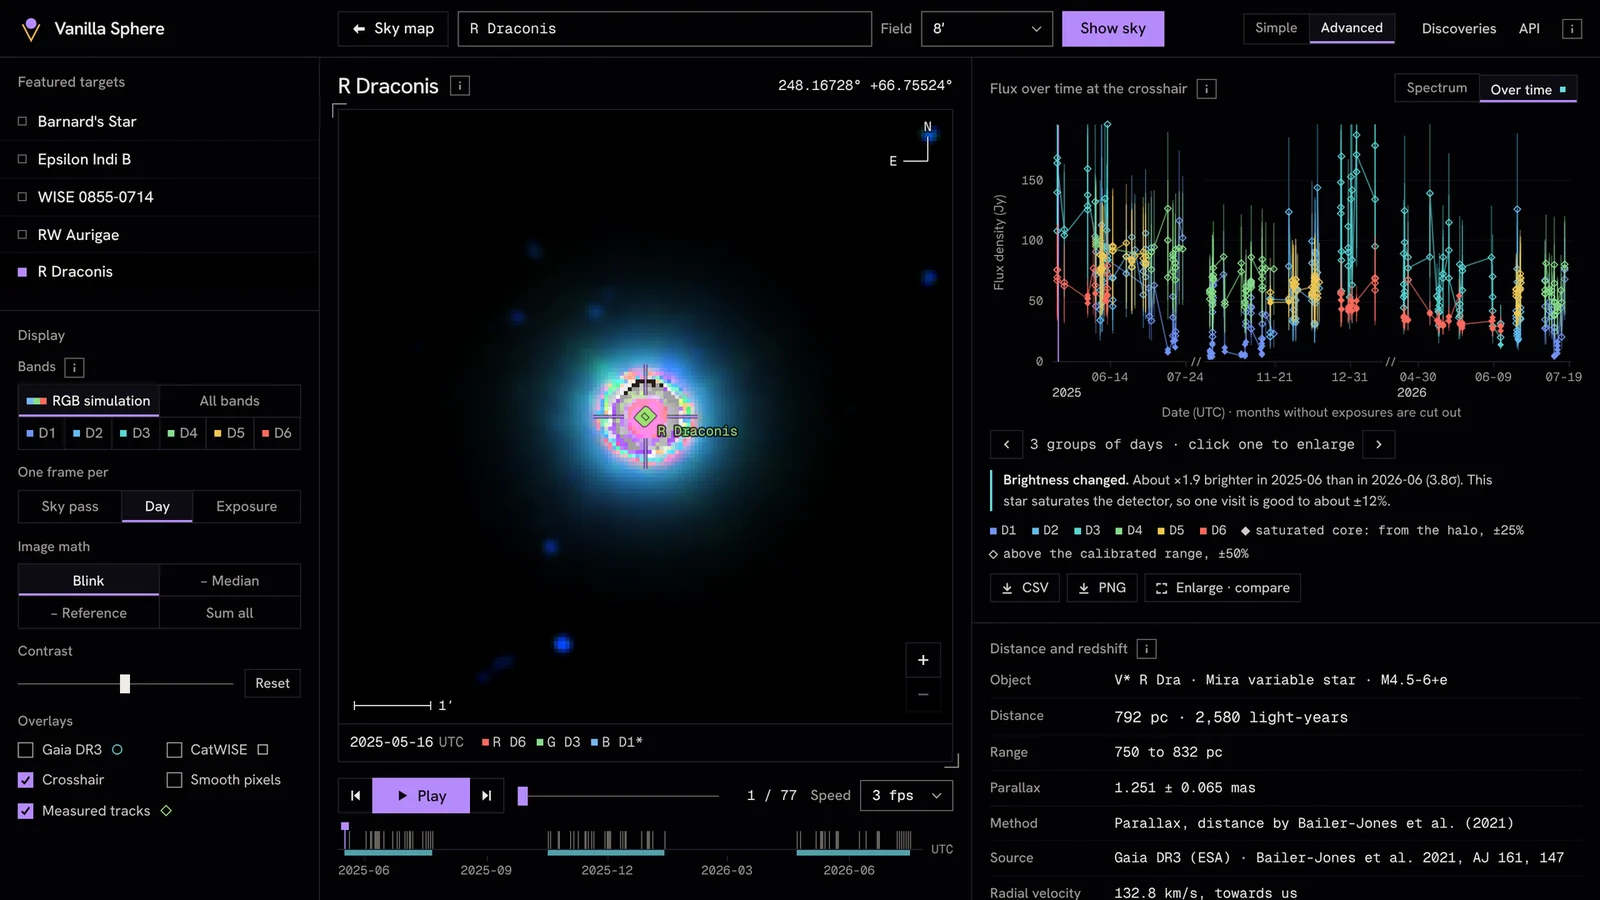 Vanilla Sphere
Sky map
R Draconis
Field
8′
Show sky
Simple
Advanced
Discoveries
API
i
Featured targets
Barnard's Star
Epsilon Indi B
WISE 0855-0714
RW Aurigae
R Draconis
Display
Bands i
RGB simulation
All bands
D1 D2 D3 D4 D5 D6
One frame per
Sky pass Day Exposure
Image math
Blink – Median
– Reference Sum all
Contrast
Reset
Overlays
Gaia DR3 CatWISE
Crosshair Smooth pixels
Measured tracks
R Draconis i
248.16728° +66.75524°
N
E
R Draconis
+
−
1′
2025-05-16 UTC R D6 G D3 B D1*
Play 1 / 77 Speed 3 fps
UTC
2025-06 2025-09 2025-12 2026-03 2026-06
Flux over time at the crosshair i
Spectrum Over time
Flux density (Jy)
150
100
50
0
06-14 07-24 // 11-21 12-31 // 04-30 06-09 07-19
2025 2026
Date (UTC) · months without exposures are cut out
3 groups of days · click one to enlarge
Brightness changed. About ×1.9 brighter in 2025-06 than in 2026-06 (3.8σ). This
star saturates the detector, so one visit is good to about ±12%.
D1 D2 D3 D4 D5 D6 saturated core: from the halo, ±25%
above the calibrated range, ±50%
CSV PNG Enlarge · compare
Distance and redshift i
Object V* R Dra · Mira variable star · M4.5-6+e
Distance 792 pc · 2,580 light-years
Range 750 to 832 pc
Parallax 1.251 ± 0.065 mas
Method Parallax, distance by Bailer-Jones et al. (2021)
Source Gaia DR3 (ESA) · Bailer-Jones et al. 2021, AJ 161, 147
Radial velocity 132.8 km/s, towards us